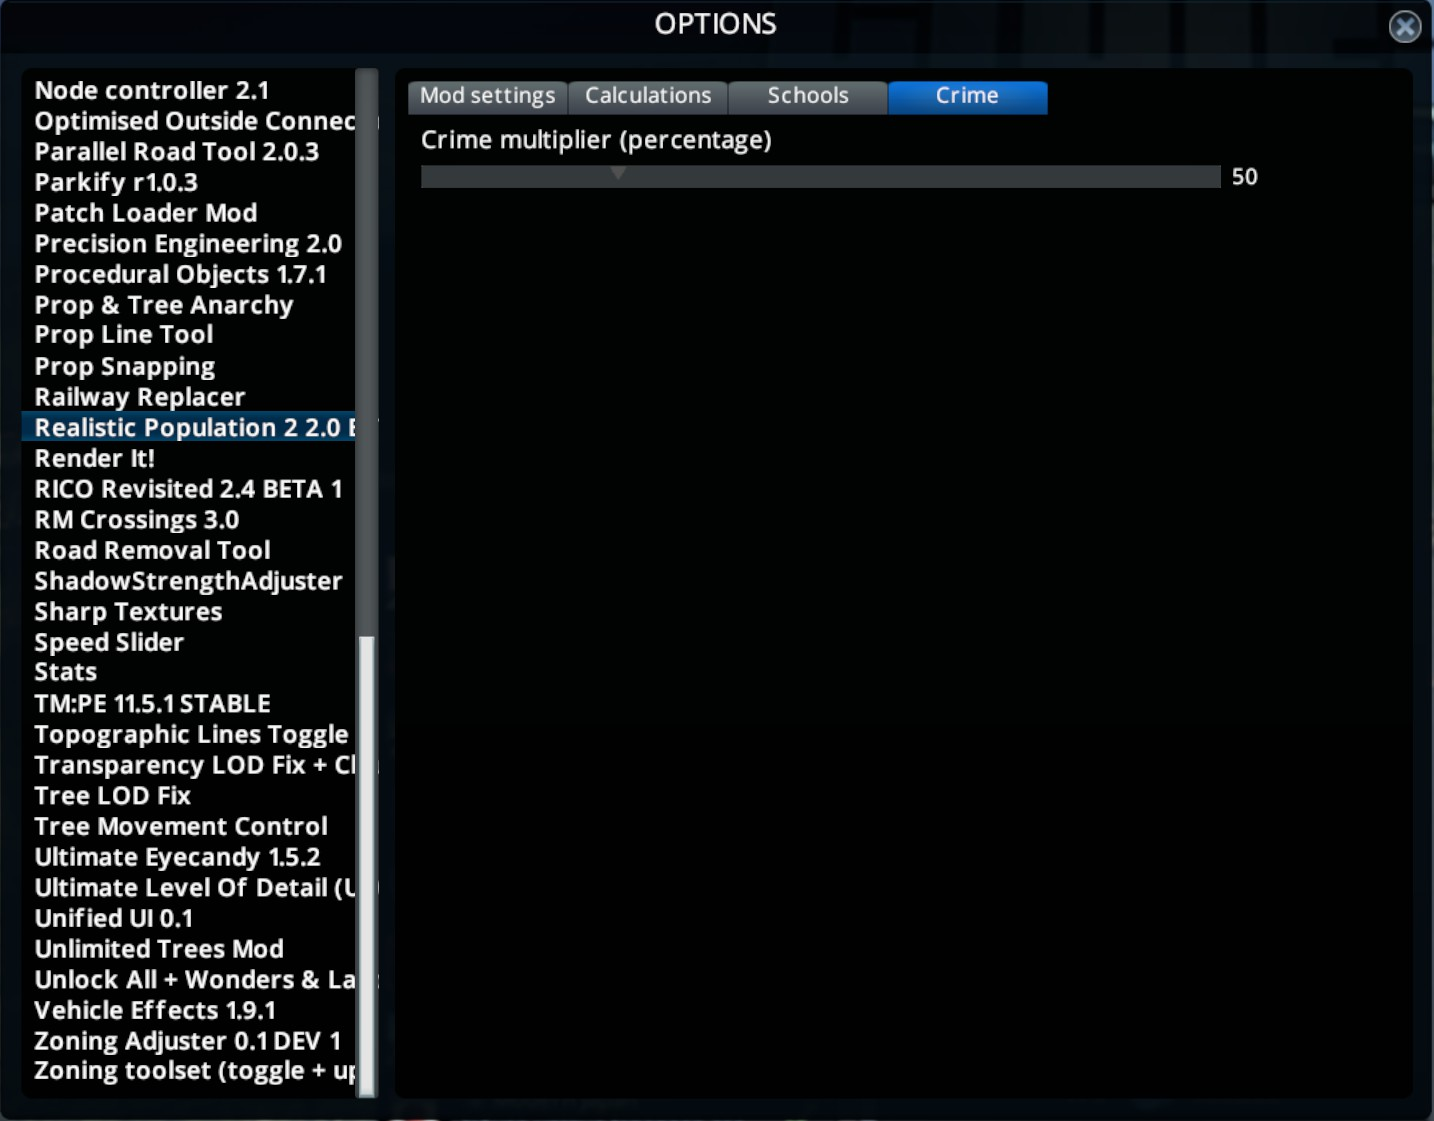 OPTIONS
Node controller 2.1
Optimised Outside Connec
Parallel Road Tool 2.0.3
Parkify r1.0.3
Patch Loader Mod
Precision Engineering 2.0
Procedural Objects 1.7.1
Prop & Tree Anarchy
Prop Line Tool
Prop Snapping
Railway Replacer
Realistic Population 2 2.0
Render It!
RICO Revisited 2.4 BETA 1
RM Crossings 3.0
Road Removal Tool
ShadowStrengthAdjuster
Sharp Textures
Speed Slider
Stats
TM:PE 11.5.1 STABLE
Topographic Lines Toggle
Transparency LOD Fix + Cl
Tree LOD Fix
Tree Movement Control
Ultimate Eyecandy 1.5.2
Ultimate Level Of Detail (U
Unified UI 0.1
Unlimited Trees Mod
Unlock All + Wonders & La
Vehicle Effects 1.9.1
Zoning Adjuster 0.1 DEV 1
Zoning toolset (toggle + up
Mod settings Calculations Schools Crime
Crime multiplier (percentage)
50